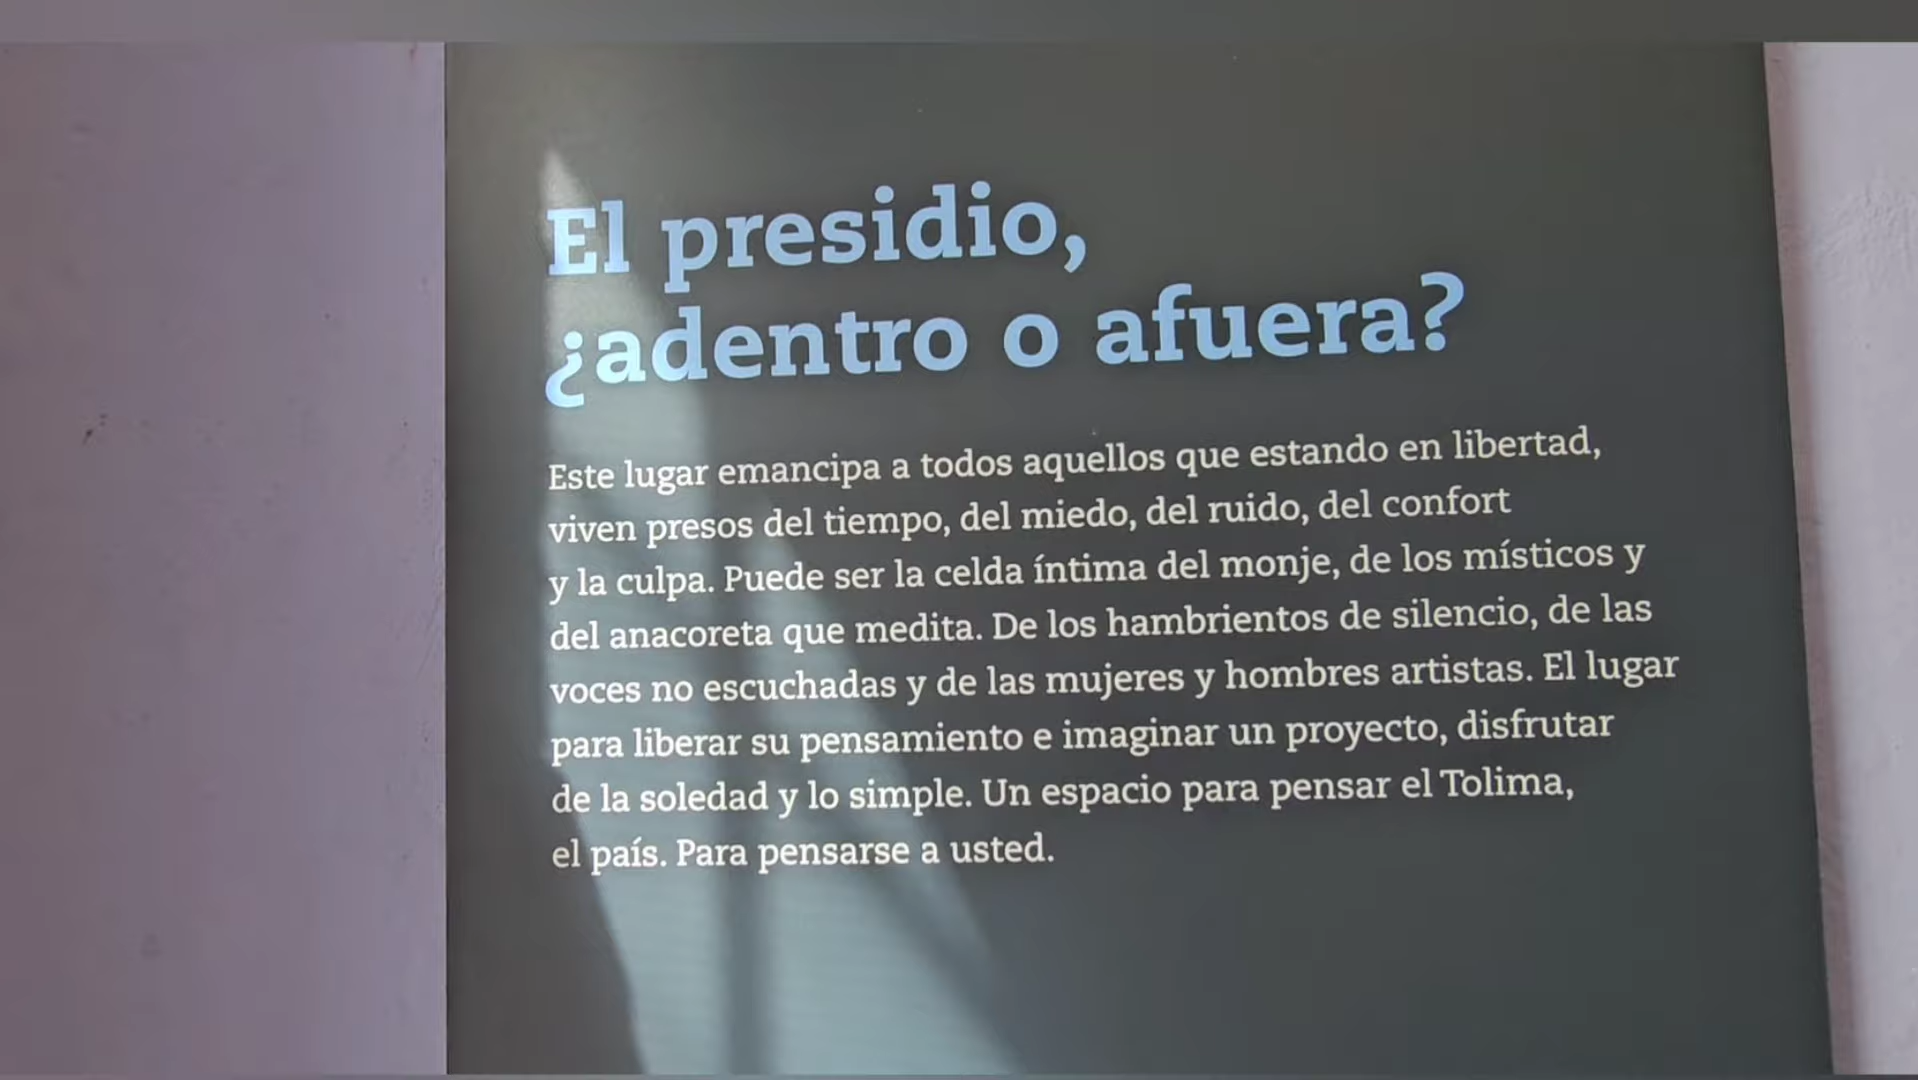 El presidio,
¿adentro o afuera?
Este lugar emancipa a todos aquellos que estando en libertad,
viven presos del tiempo, del miedo, del ruido, del confort
y la culpa. Puede ser la celda íntima del monje, de los místicos y
del anacoreta que medita. De los hambrientos de silencio, de las
voces no escuchadas y de las mujeres y hombres artistas. El lugar
para liberar su pensamiento e imaginar un proyecto, disfrutar
de la soledad y lo simple. Un espacio para pensar el Tolima,
el país. Para pensarse a usted.